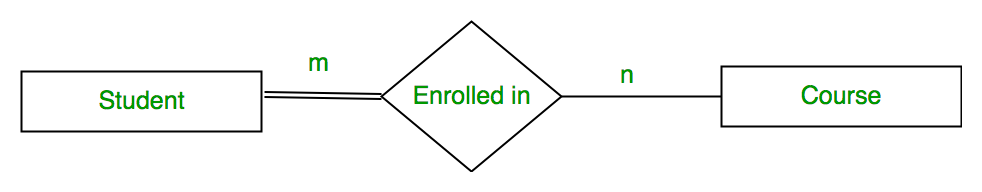 m
n
Student
Enrolled in
Course